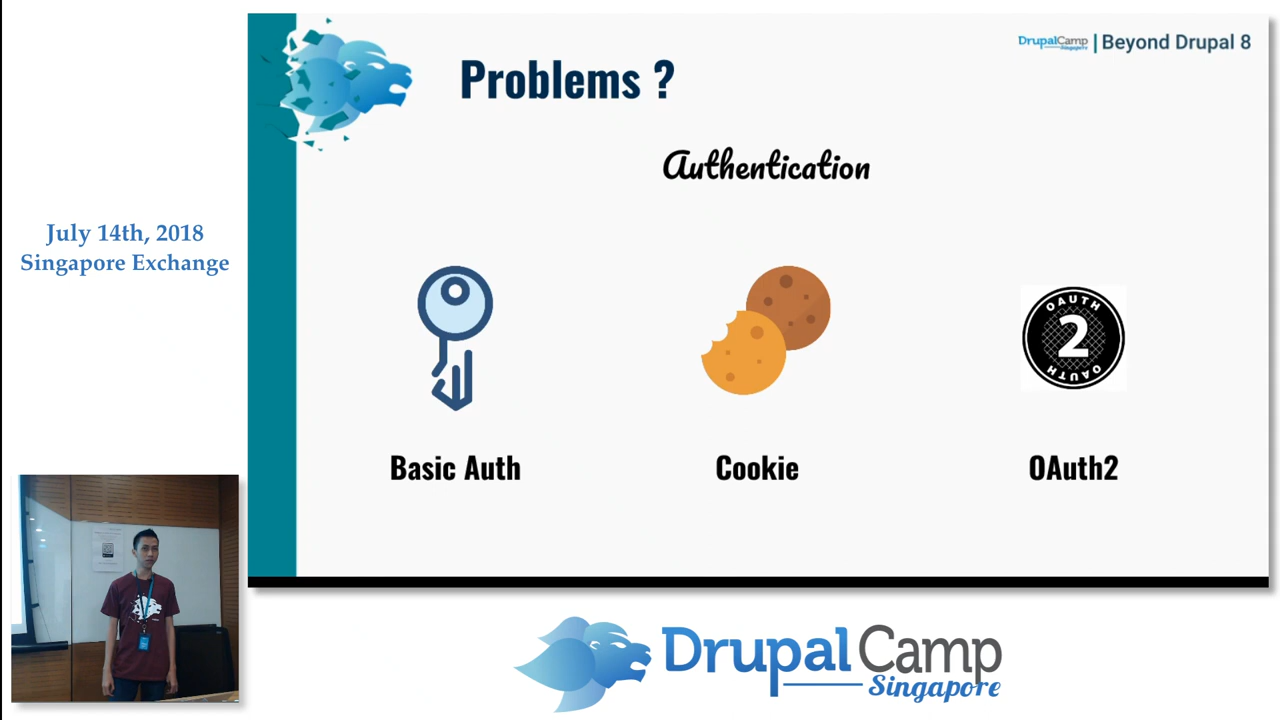 DrupalCamp Singapore | Beyond Drupal 8
Problems ?
Authentication
July 14th, 2018
Singapore Exchange
OAUTH
2
OAUTH
Basic Auth
Cookie
OAuth2
DrupalCamp
Singapore